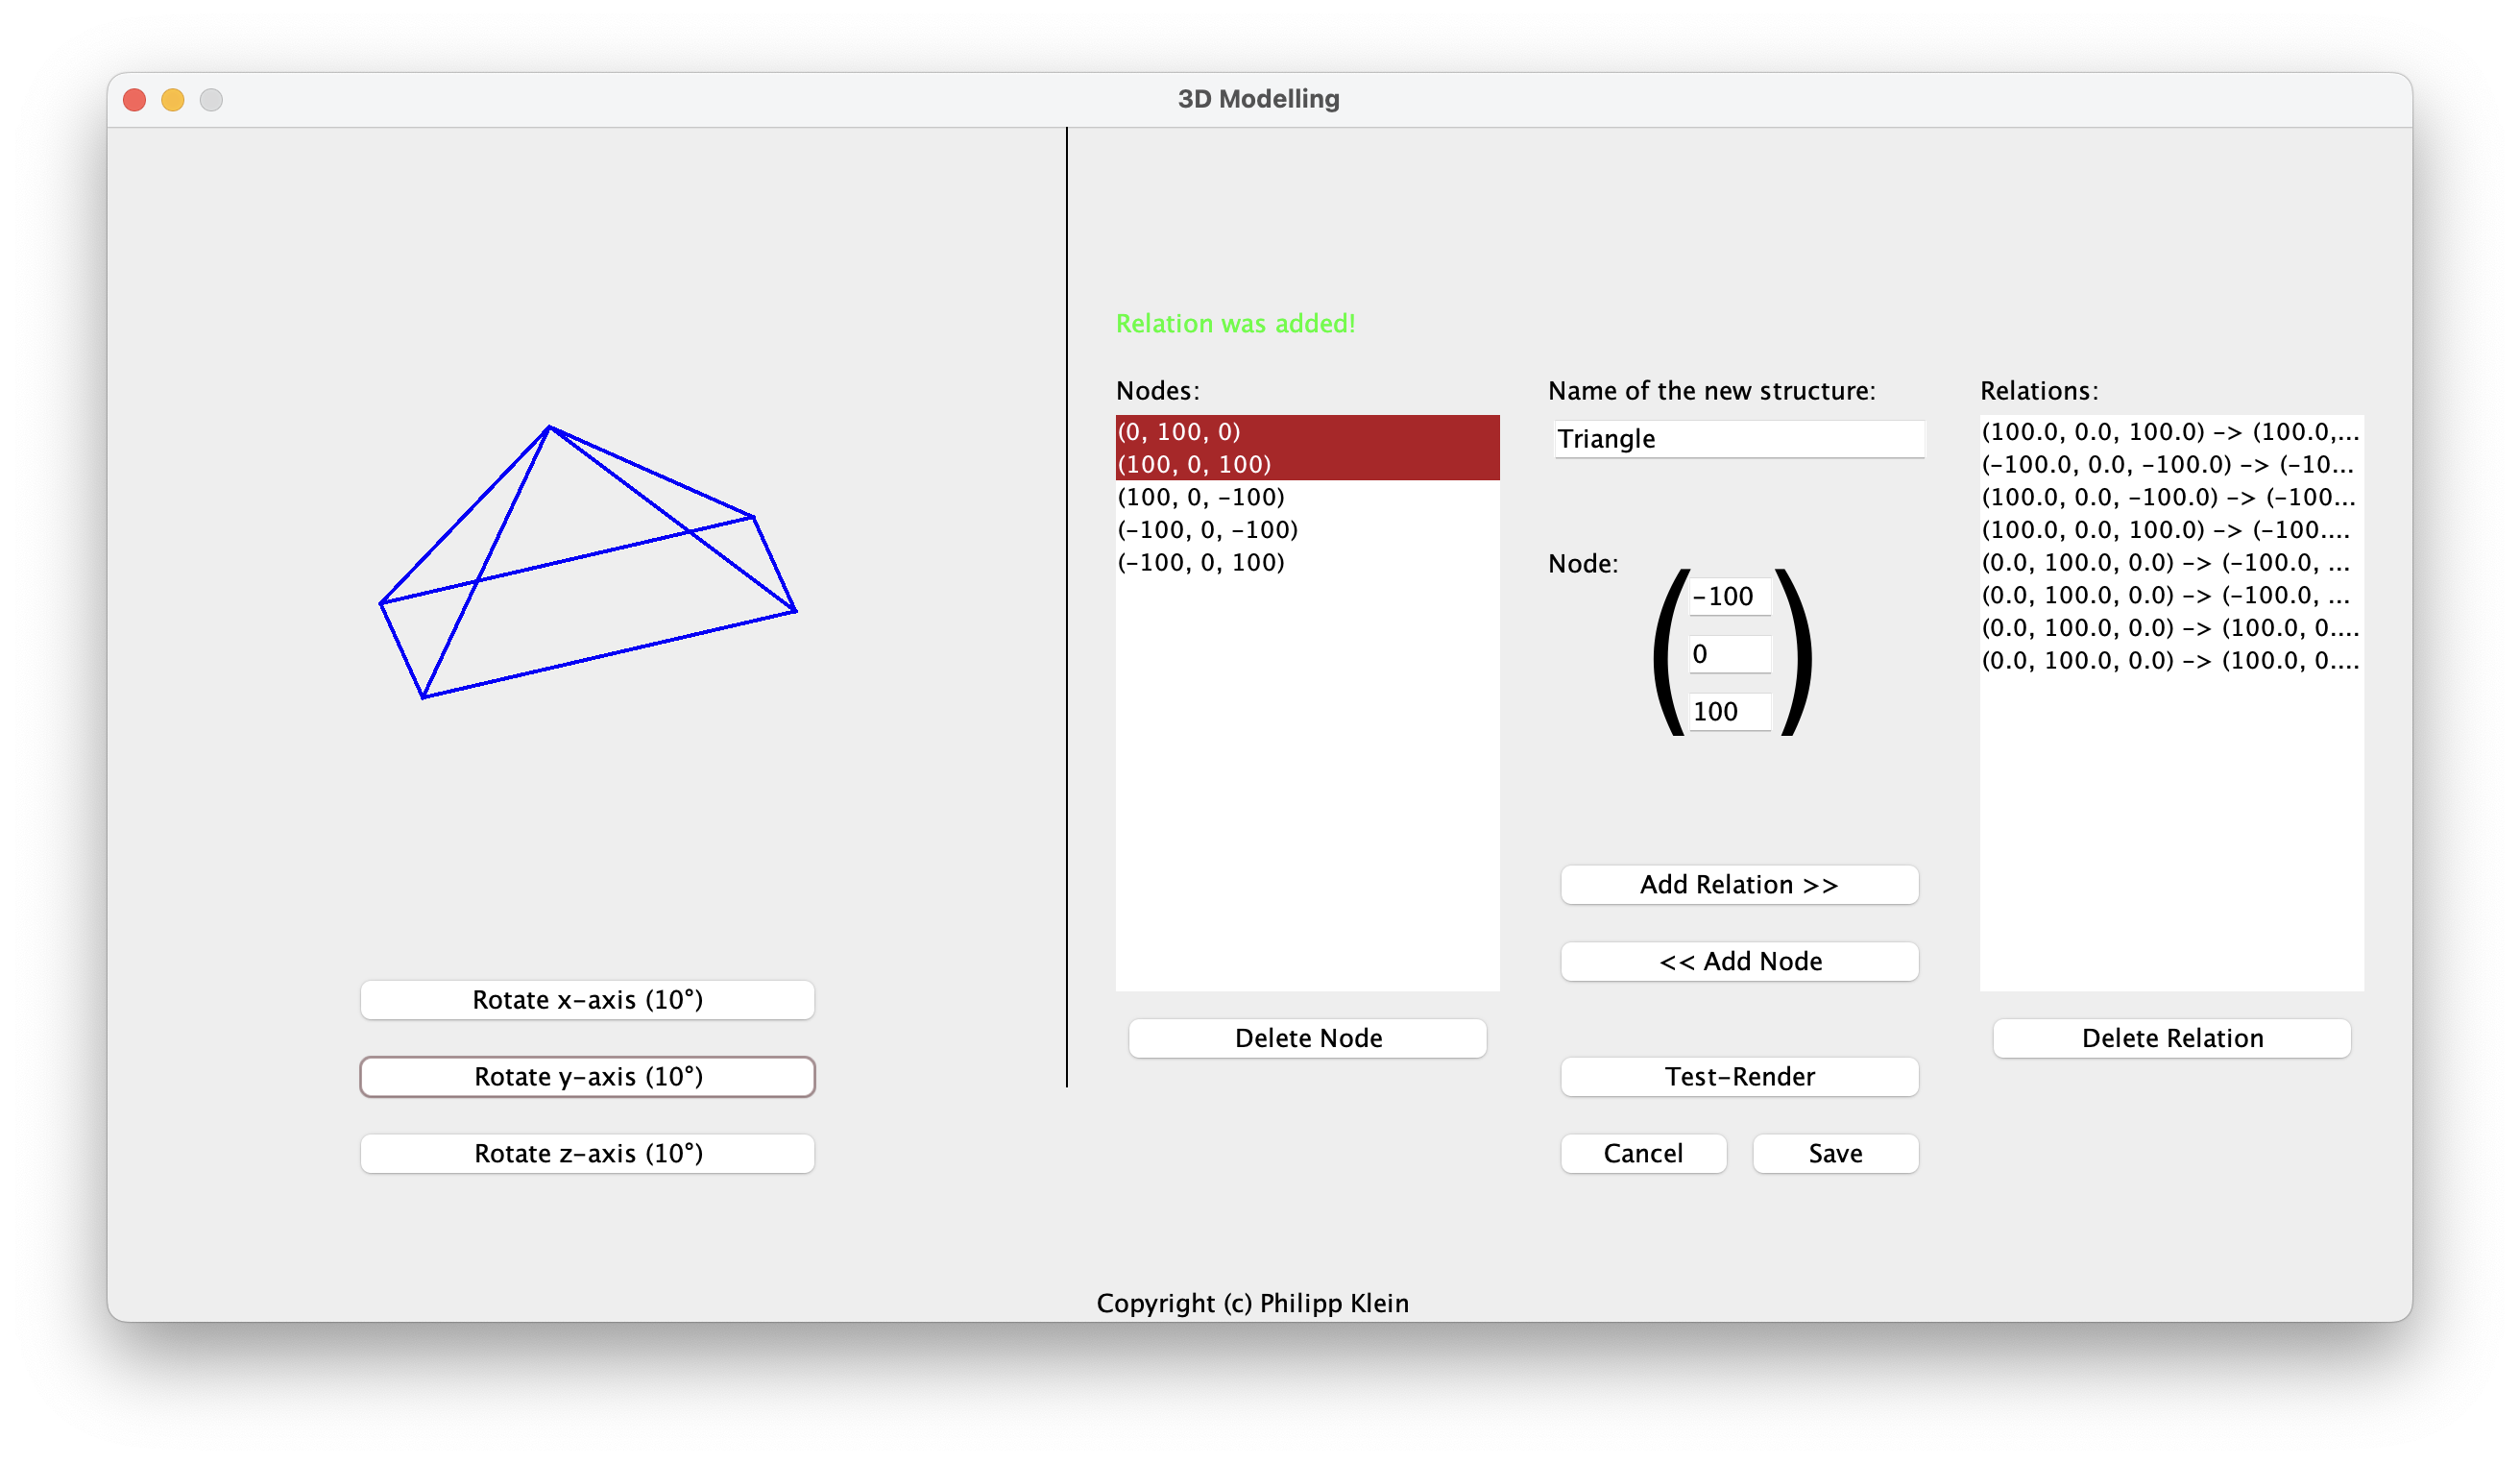 3D Modelling
Relation was added!
Nodes:
(0, 100, 0)
(100, 0, 100)
(100, 0, -100)
(-100, 0, -100)
(-100, 0, 100)
Delete Node
Name of the new structure:
Triangle
Node:
( -100 )
0
100
Add Relation >>
<< Add Node
Test-Render
Cancel Save
Relations:
(100.0, 0.0, 100.0) -> (100.0,...
(-100.0, 0.0, -100.0) -> (-10...
(100.0, 0.0, -100.0) -> (-100...
(100.0, 0.0, 100.0) -> (-100....
(0.0, 100.0, 0.0) -> (-100.0, ...
(0.0, 100.0, 0.0) -> (-100.0, ...
(0.0, 100.0, 0.0) -> (100.0, 0....
(0.0, 100.0, 0.0) -> (100.0, 0....
Delete Relation
Rotate x-axis (10°)
Rotate y-axis (10°)
Rotate z-axis (10°)
Copyright (c) Philipp Klein